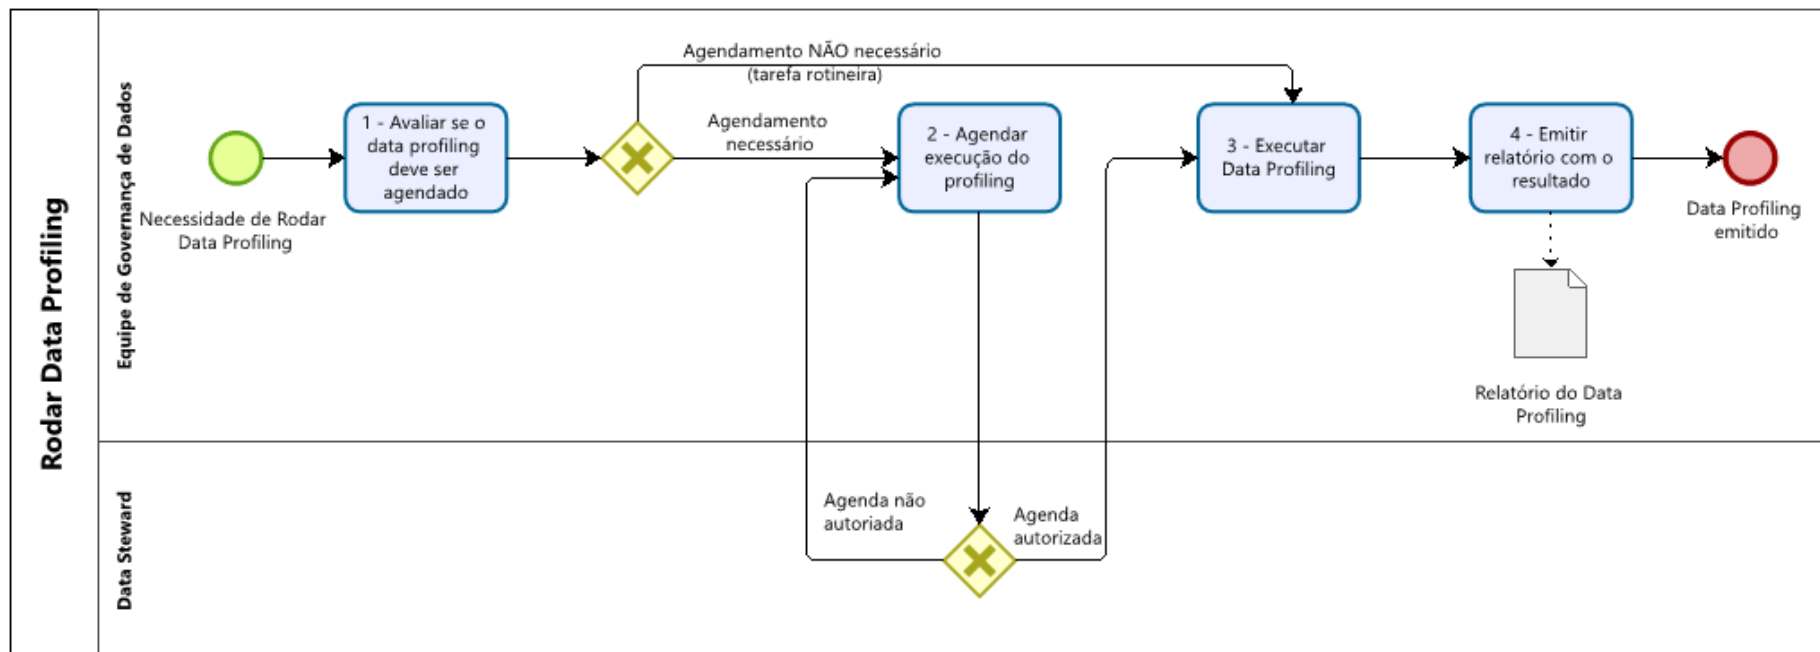 Rodar Data Profiling
Equipe de Governança de Dados
Necessidade de Rodar
Data Profiling
1 - Avaliar se o
data profiling
deve ser
agendado
Agendamento NÃO necessário
(tarefa rotineira)
Agendamento
necessário
2 - Agendar
execução do
profiling
3 - Executar
Data Profiling
4 - Emitir
relatório com o
resultado
Data Profiling
emitido
Relatório do Data
Profiling
Data Steward
Agenda não
autoriada
Agenda
autorizada